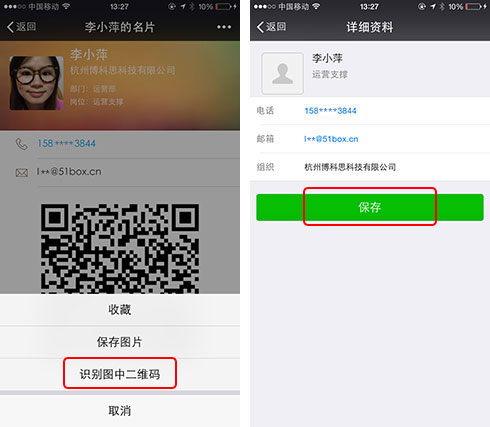 中国移动
13:27
10%
返回
李小萍的名片
李小萍
杭州博科思科技有限公司
部门：运营部
岗位：运营支撑
158****3844
l**@51box.cn
收藏
保存图片
识别图中二维码
取消
中国移动
13:27
10%
返回
详细资料
李小萍
运营支撑
电话 158****3844
邮箱 l**@51box.cn
组织 杭州博科思科技有限公司
保存